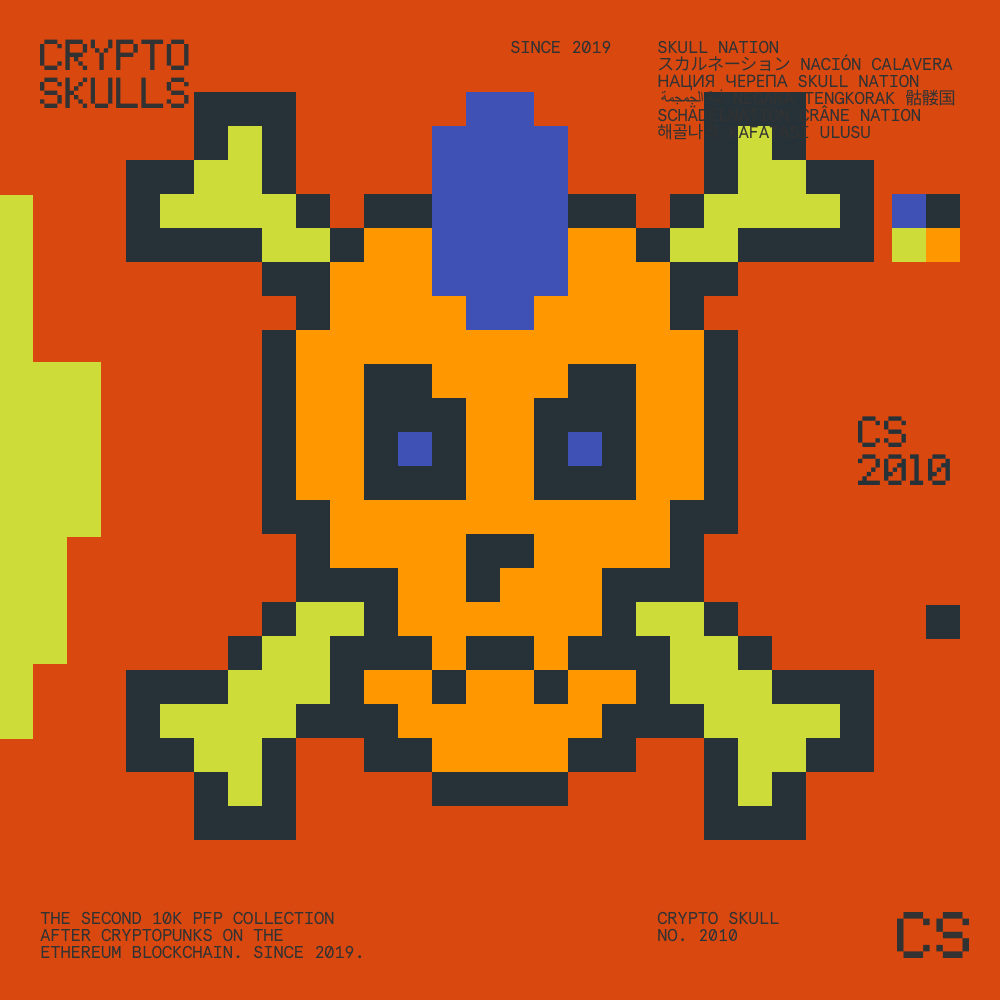 CRYPTO
SKULLS
SINCE 2019
SKULL NATION
スカルネーション NACIÓN CALAVERA
НАЦИЯ ЧЕРЕПА SKULL NATION
الجمجمة TENGKORAK 骷髅国
CRÂNE NATION
해골나 ULUSU
CS
2010
THE SECOND 10K PFP COLLECTION
AFTER CRYPTOPUNKS ON THE
ETHEREUM BLOCKCHAIN. SINCE 2019.
CRYPTO SKULL
NO. 2010
CS